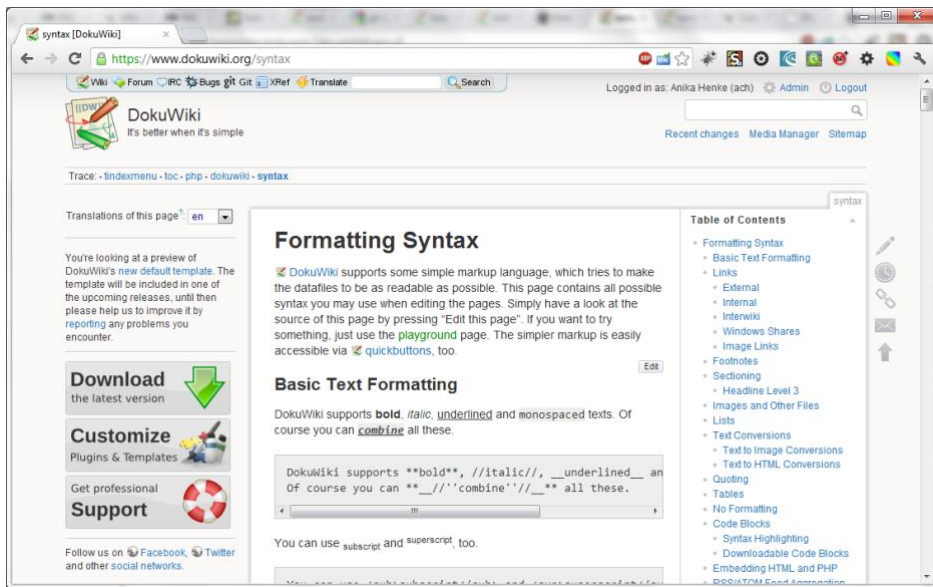 syntax [DokuWiki]
https://www.dokuwiki.org/syntax
Wiki Forum IRC Bugs git Git XRef Translate Search
Logged in as: Anika Henke (ach) Admin Logout
[DW]
DokuWiki
It's better when it's simple
Recent changes Media Manager Sitemap
Trace: • tindexmenu • toc • php • dokuwiki • syntax
syntax
Translations of this page?: en
You're looking at a preview of
DokuWiki's new default template. The
template will be included in one of
the upcoming releases, until then
please help us to improve it by
reporting any problems you
encounter.
Download
the latest version
Customize
Plugins & Templates
Get professional
Support
Follow us on Facebook, Twitter
and other social networks.
Formatting Syntax
DokuWiki supports some simple markup language, which tries to make
the datafiles to be as readable as possible. This page contains all possible
syntax you may use when editing the pages. Simply have a look at the
source of this page by pressing "Edit this page". If you want to try
something, just use the playground page. The simpler markup is easily
accessible via quickbuttons, too.
Edit
Basic Text Formatting
DokuWiki supports bold, italic, underlined and monospaced texts. Of
course you can combine all these.
DokuWiki supports **bold**, //italic//, __underlined__ an
Of course you can **__//''combine''//__** all these.
You can use subscript and superscript, too.
Table of Contents
Formatting Syntax
Basic Text Formatting
Links
External
Internal
Interwiki
Windows Shares
Image Links
Footnotes
Sectioning
Headline Level 3
Images and Other Files
Lists
Text Conversions
Text to Image Conversions
Text to HTML Conversions
Quoting
Tables
No Formatting
Code Blocks
Syntax Highlighting
Downloadable Code Blocks
Embedding HTML and PHP
RSS/ATOM Feed Aggregation